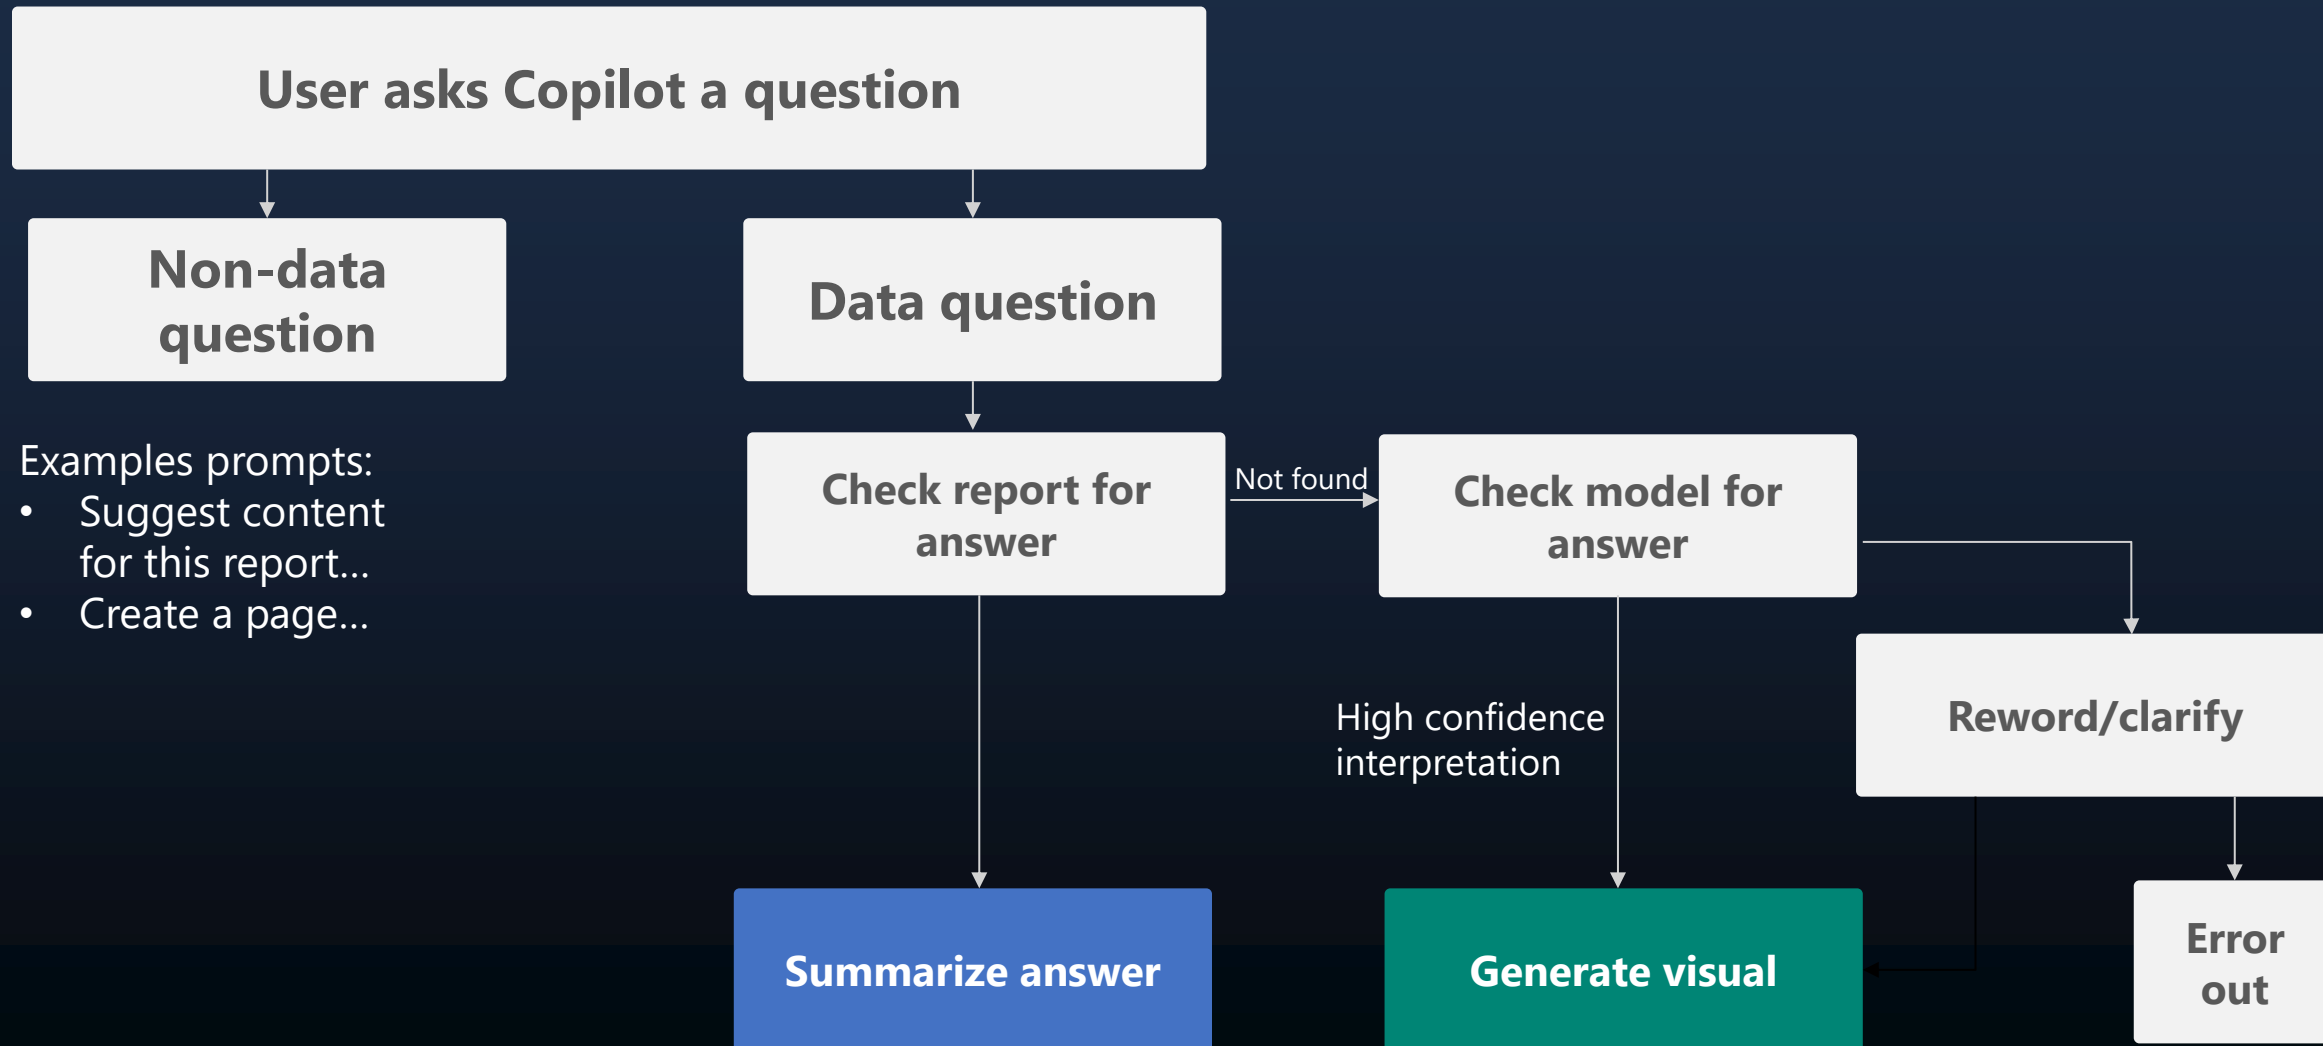 User asks Copilot a question
Non-data
question
Data question
Examples prompts:
• Suggest content
for this report...
• Create a page...
Check report for
answer
Not found
Check model for
answer
High confidence
interpretation
Reword/clarify
Summarize answer
Generate visual
Error
out